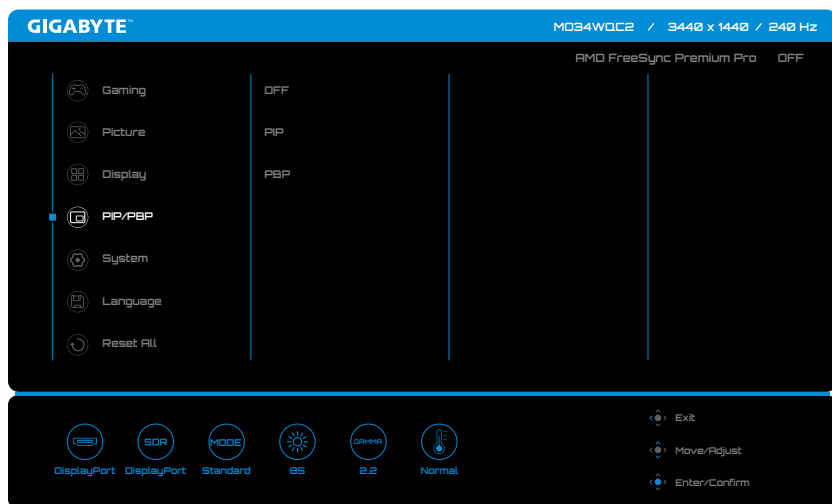 GIGABYTE™
MO34WQC2 / 3440 x 1440 / 240 Hz
AMD FreeSync Premium Pro OFF
Gaming
OFF
Picture
PIP
Display
PBP
PIP/PBP
System
Language
Reset All
SDR
MODE
GAMMA
DisplayPort
DisplayPort
Standard
85
2.2
Normal
Exit
Move/Adjust
Enter/Confirm